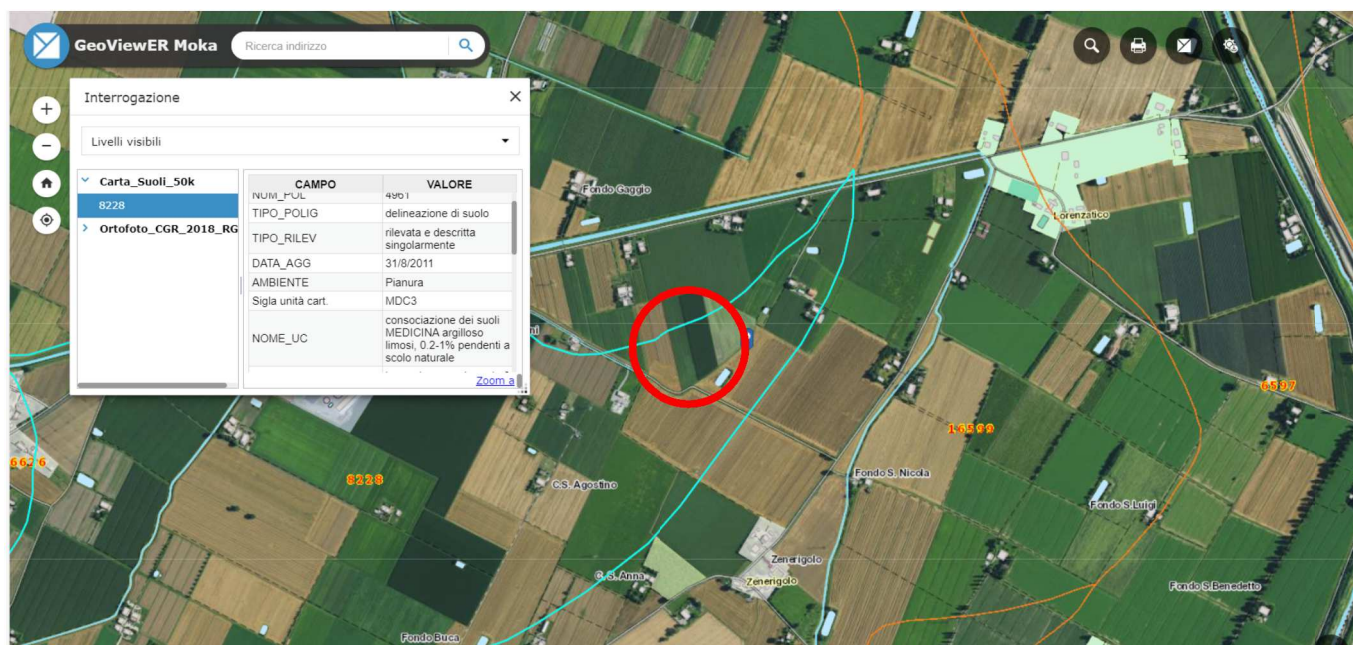 GeoViewER Moka
Ricerca indirizzo
Interrogazione
Livelli visibili
Carta_Suoli_50k
8228
Ortofoto_CGR_2018_RG
CAMPO VALORE
NUM_POL 4961
TIPO_POLIG delineazione di suolo
TIPO_RILEV rilevata e descritta
singolarmente
DATA_AGG 31/8/2011
AMBIENTE Pianura
Sigla unità cart. MDC3
NOME_UC consociazione dei suoli
MEDICINA argilloso
limosi, 0.2-1% pendenti a
scolo naturale
Zoom a
Fondo Gaggio
Lorenzatico
ni
6597
16599
6626
8228
C.S. Agostino
Fondo S. Nicola
Fondo S Luigi
Zenerigolo
Zenerigolo
C. S. Anna
Fondo S Benedetto
Fondo Buca